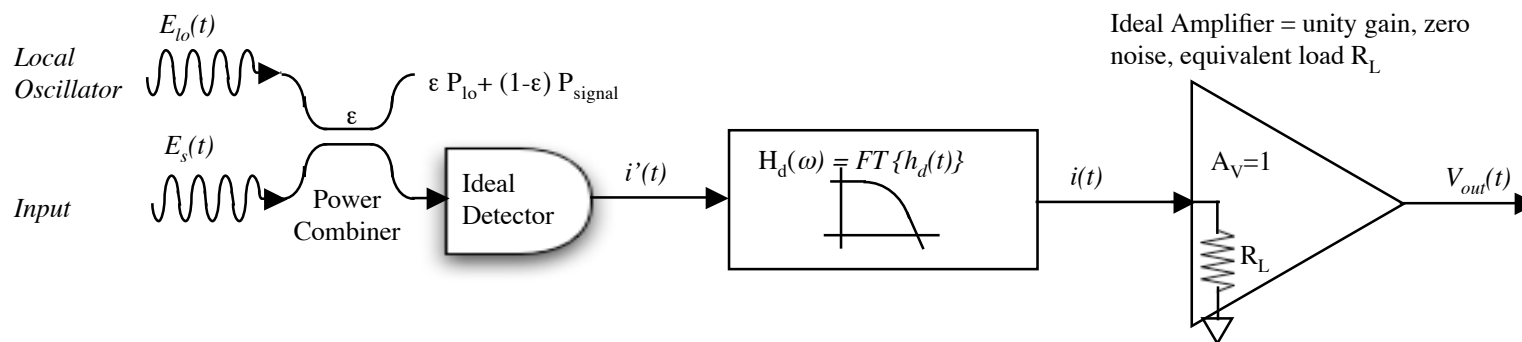 Ideal Amplifier = unity gain, zero
noise, equivalent load R_L
E_lo(t)
Local
Oscillator
ε P_lo+ (1-ε) P_signal
ε
E_s(t)
Input
Power
Combiner
Ideal
Detector
i’(t)
H_d(ω) = FT{h_d(t)}
i(t)
A_V=1
R_L
V_out(t)